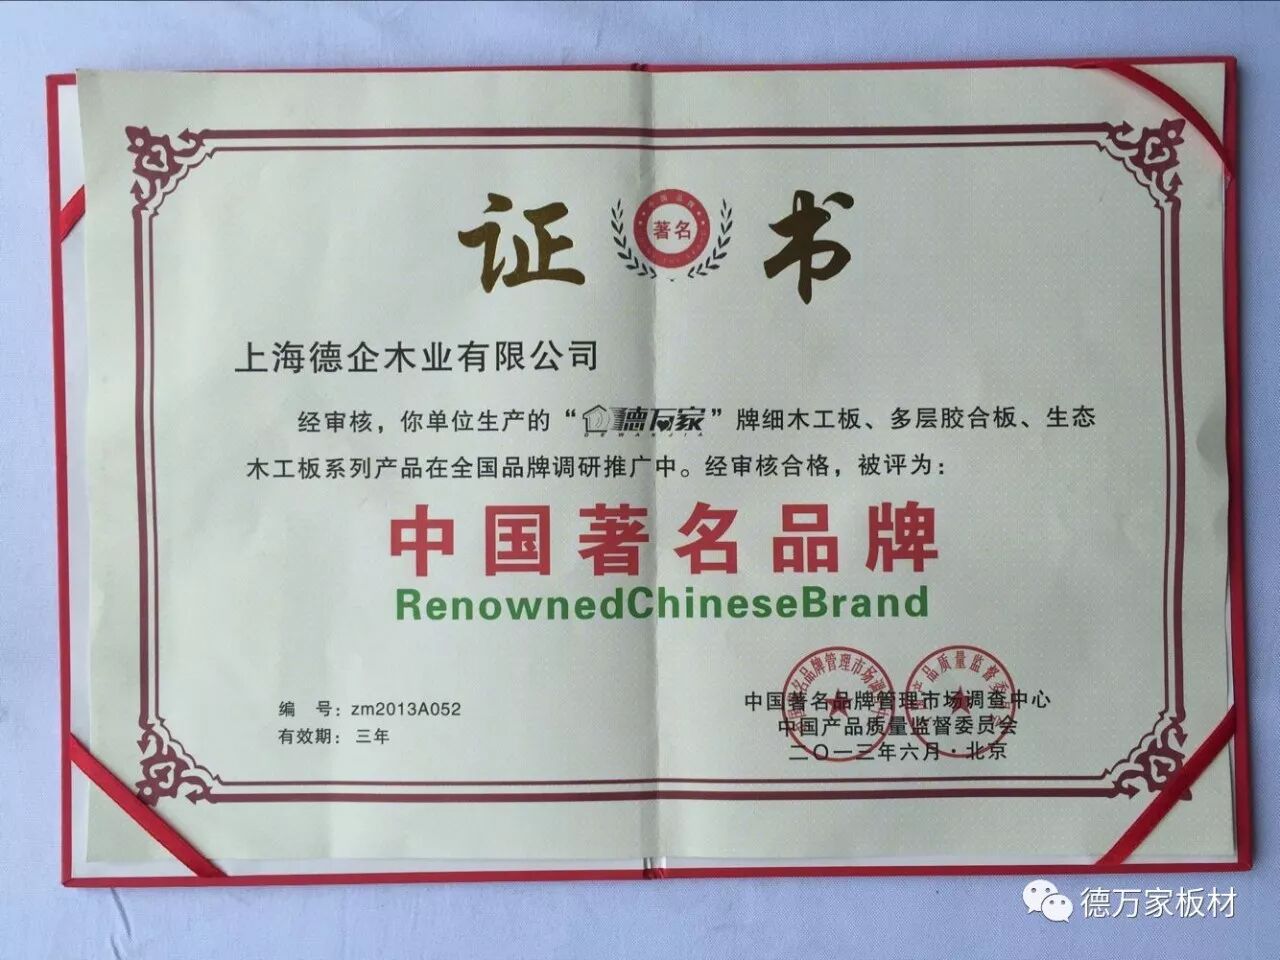 证 著名 书
上海德企木业有限公司
经审核，你单位生产的“德万家”牌细木工板、多层胶合板、生态
DEWANJIA
木工板系列产品在全国品牌调研推广中。经审核合格，被评为：
中国著名品牌
RenownedChineseBrand
编 号：zm2013A052
有效期：三年
中国著名品牌管理市场调查中心
中国产品质量监督委员会
二〇一三年六月·北京
德万家板材